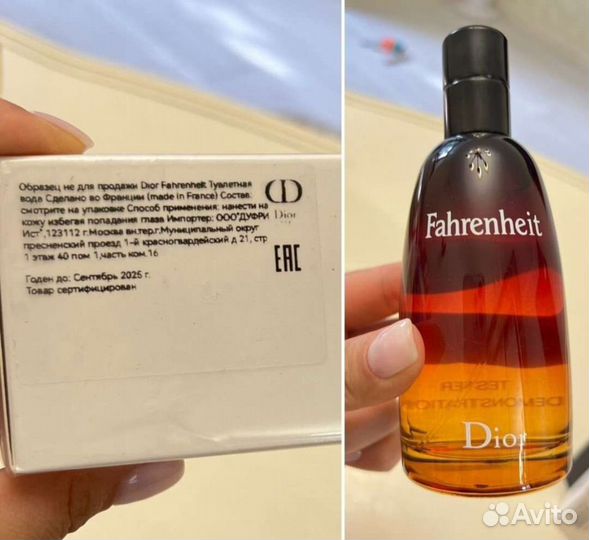 Образец не для продажи Dior Fahrenheit Туалетная
вода Сделано во Франции (made in France) Состав:
смотрите на упаковке Способ применения: нанести на
кожу избегая попадания глаза Импортер: ООО"ДУФРИ
Ист",123112 г.Москва вн.тер.г.Муниципальный округ
пресненский проезд 1-й красногвардейский д 21, стр
1 этаж 40 пом 1,часть ком.16
CD
Dior
EAC
Годен до: Сентябрь 2025 г.
Товар сертифицирован
Fahrenheit
TESTER
DEMONSTRATION
Dior
Avito